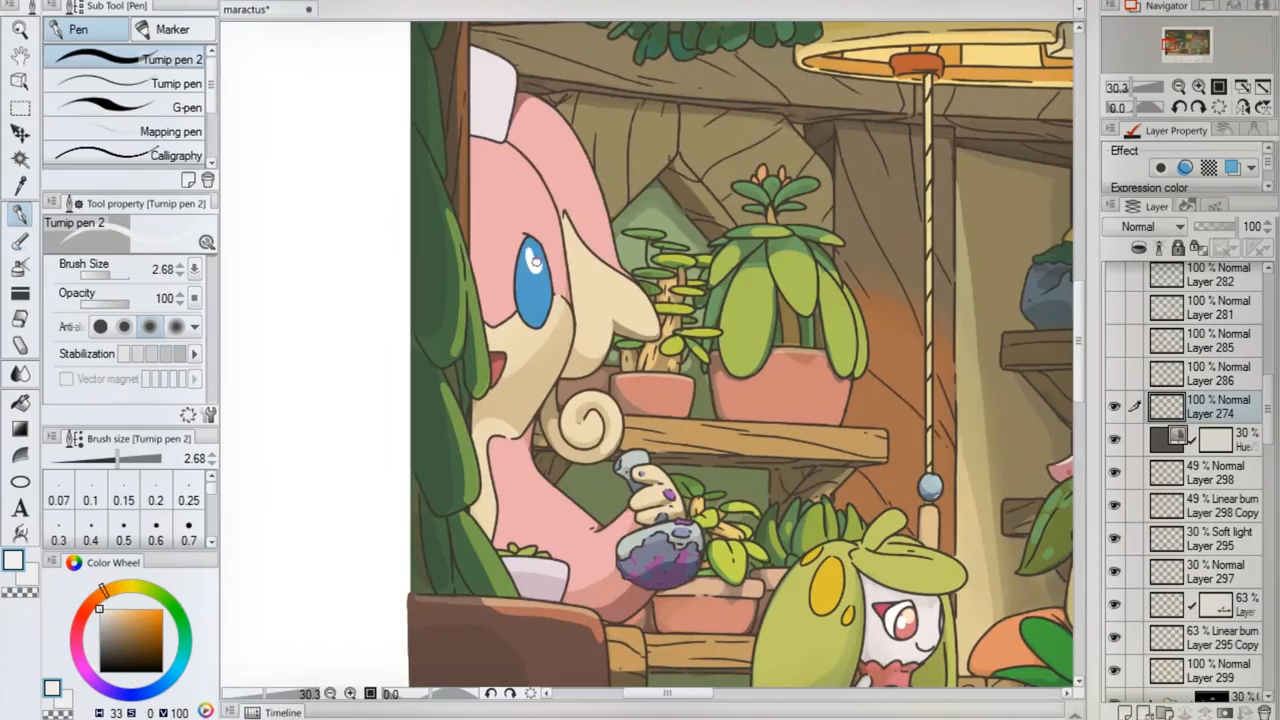 Sub Tool [Pen]
Pen
Marker
Turnip pen 2
Turnip pen
G-pen
Mapping pen
Calligraphy
Tool property [Turnip pen 2]
Turnip pen 2
Brush Size 2.68
Opacity 100
Anti-al
Stabilization
Vector magnet
Brush size [Turnip pen 2]
2.68
0.07 0.1 0.15 0.2 0.25
0.3 0.4 0.5 0.6 0.7
Color Wheel
H 33 S 0 V 100
maractus*
30.3 0.0
Timeline
Navigator
30.3
0.0
Layer Property
Effect
Expression color
Layer
Normal 100
100 % Normal
Layer 282
100 % Normal
Layer 281
100 % Normal
Layer 285
100 % Normal
Layer 286
100 % Normal
Layer 274
30 %
Hue/
49 % Normal
Layer 298
49 % Linear burn
Layer 298 Copy
30 % Soft light
Layer 295
30 % Normal
Layer 297
63 %
Layer
63 % Linear burn
Layer 295 Copy
100 % Normal
Layer 299
30 %